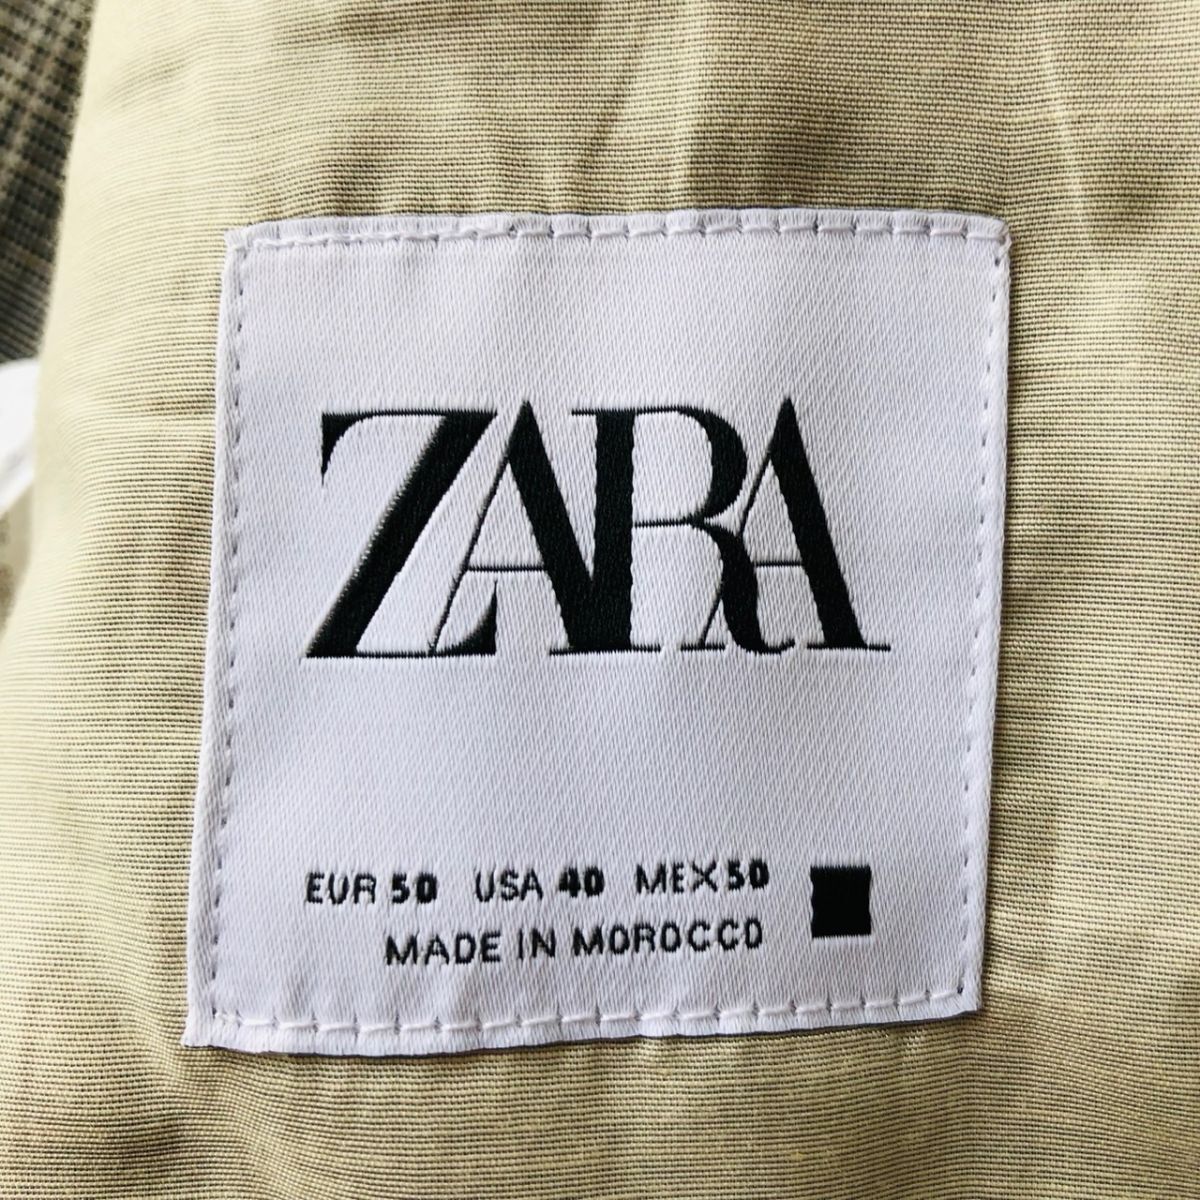 ZARA
EUR 50 USA 40 MEX 50
MADE IN MOROCCO